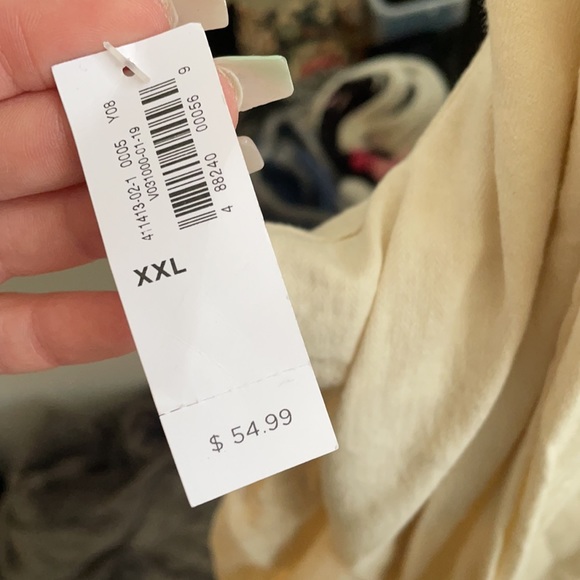 411413-02-1 0005 Y08
V031000-01-19
4 88240 00056 9
XXL
$ 54.99